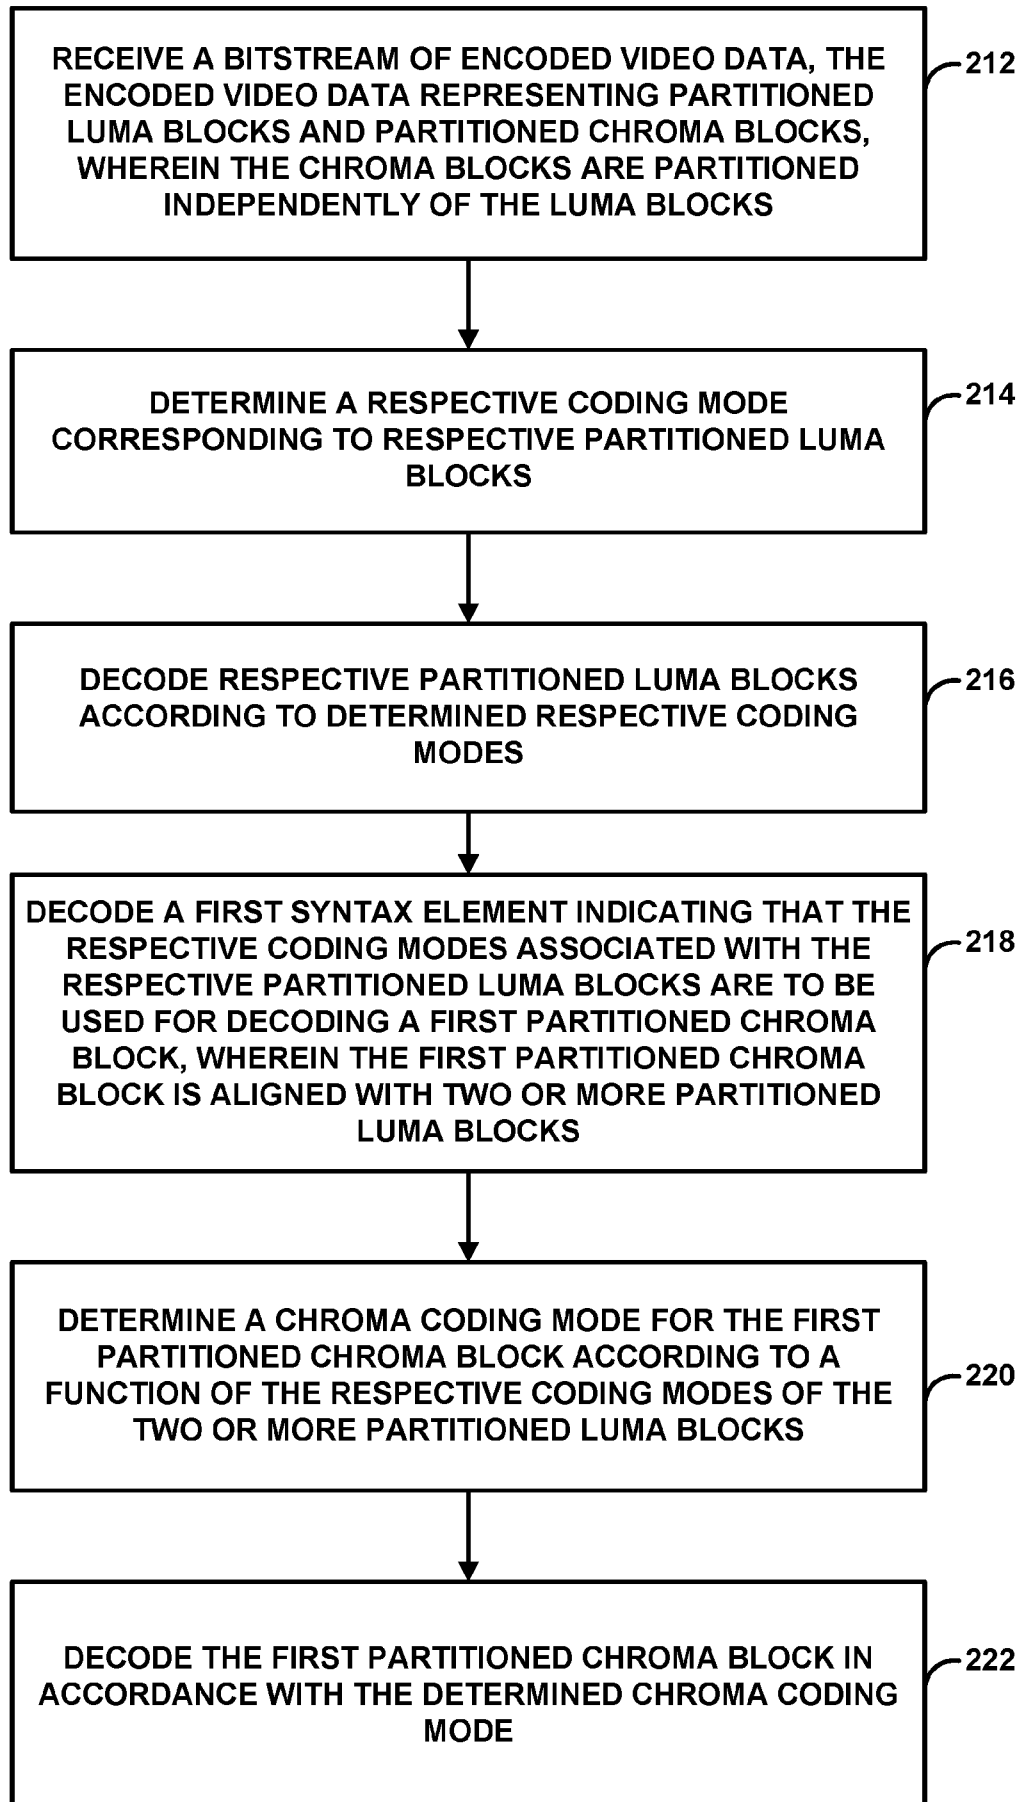 RECEIVE A BITSTREAM OF ENCODED VIDEO DATA, THE
ENCODED VIDEO DATA REPRESENTING PARTITIONED
LUMA BLOCKS AND PARTITIONED CHROMA BLOCKS,
WHEREIN THE CHROMA BLOCKS ARE PARTITIONED
INDEPENDENTLY OF THE LUMA BLOCKS
212
DETERMINE A RESPECTIVE CODING MODE
CORRESPONDING TO RESPECTIVE PARTITIONED LUMA
BLOCKS
214
DECODE RESPECTIVE PARTITIONED LUMA BLOCKS
ACCORDING TO DETERMINED RESPECTIVE CODING
MODES
216
DECODE A FIRST SYNTAX ELEMENT INDICATING THAT THE
RESPECTIVE CODING MODES ASSOCIATED WITH THE
RESPECTIVE PARTITIONED LUMA BLOCKS ARE TO BE
USED FOR DECODING A FIRST PARTITIONED CHROMA
BLOCK, WHEREIN THE FIRST PARTITIONED CHROMA
BLOCK IS ALIGNED WITH TWO OR MORE PARTITIONED
LUMA BLOCKS
218
DETERMINE A CHROMA CODING MODE FOR THE FIRST
PARTITIONED CHROMA BLOCK ACCORDING TO A
FUNCTION OF THE RESPECTIVE CODING MODES OF THE
TWO OR MORE PARTITIONED LUMA BLOCKS
220
DECODE THE FIRST PARTITIONED CHROMA BLOCK IN
ACCORDANCE WITH THE DETERMINED CHROMA CODING
MODE
222